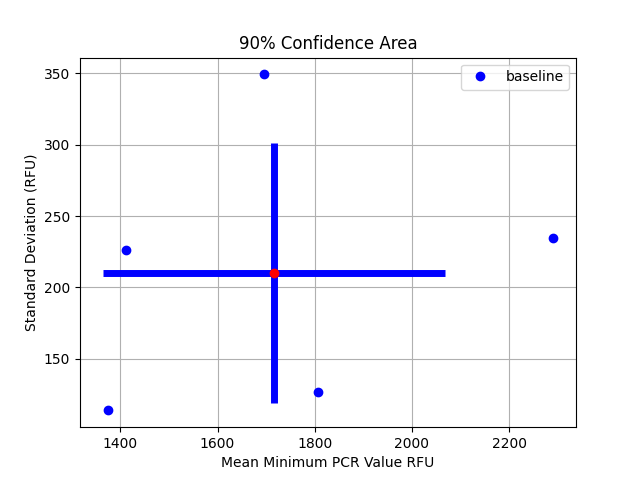 90% Confidence Area
baseline
Standard Deviation (RFU)
350
300
250
200
150
1400 1600 1800 2000 2200
Mean Minimum PCR Value RFU